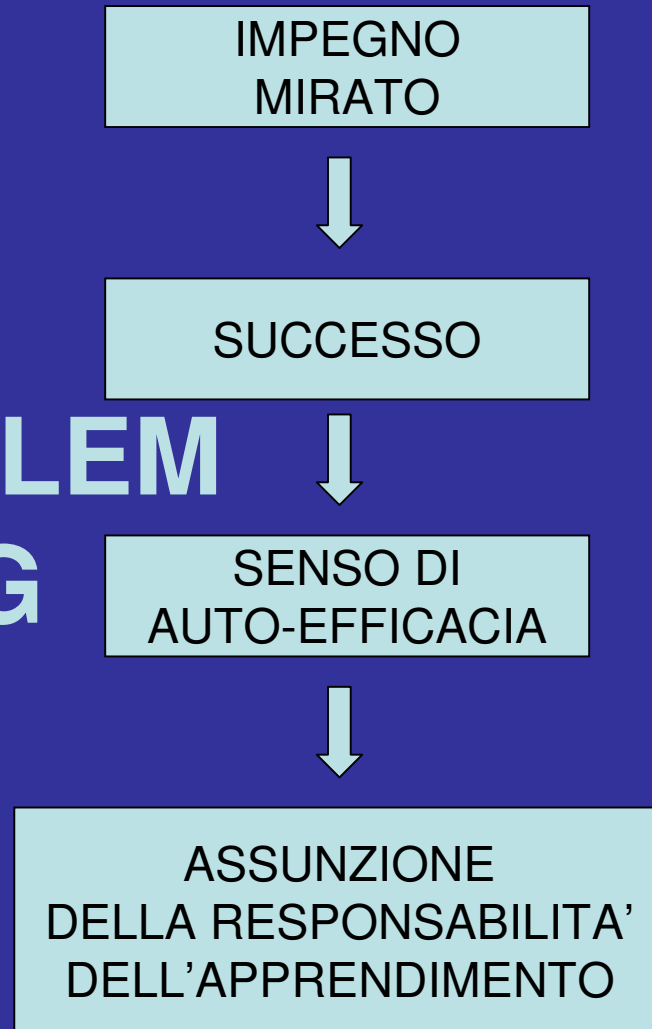 IMPEGNO
MIRATO
SUCCESSO
LEM
G
SENSO DI
AUTO-EFFICACIA
ASSUNZIONE
DELLA RESPONSABILITA’
DELL’APPRENDIMENTO